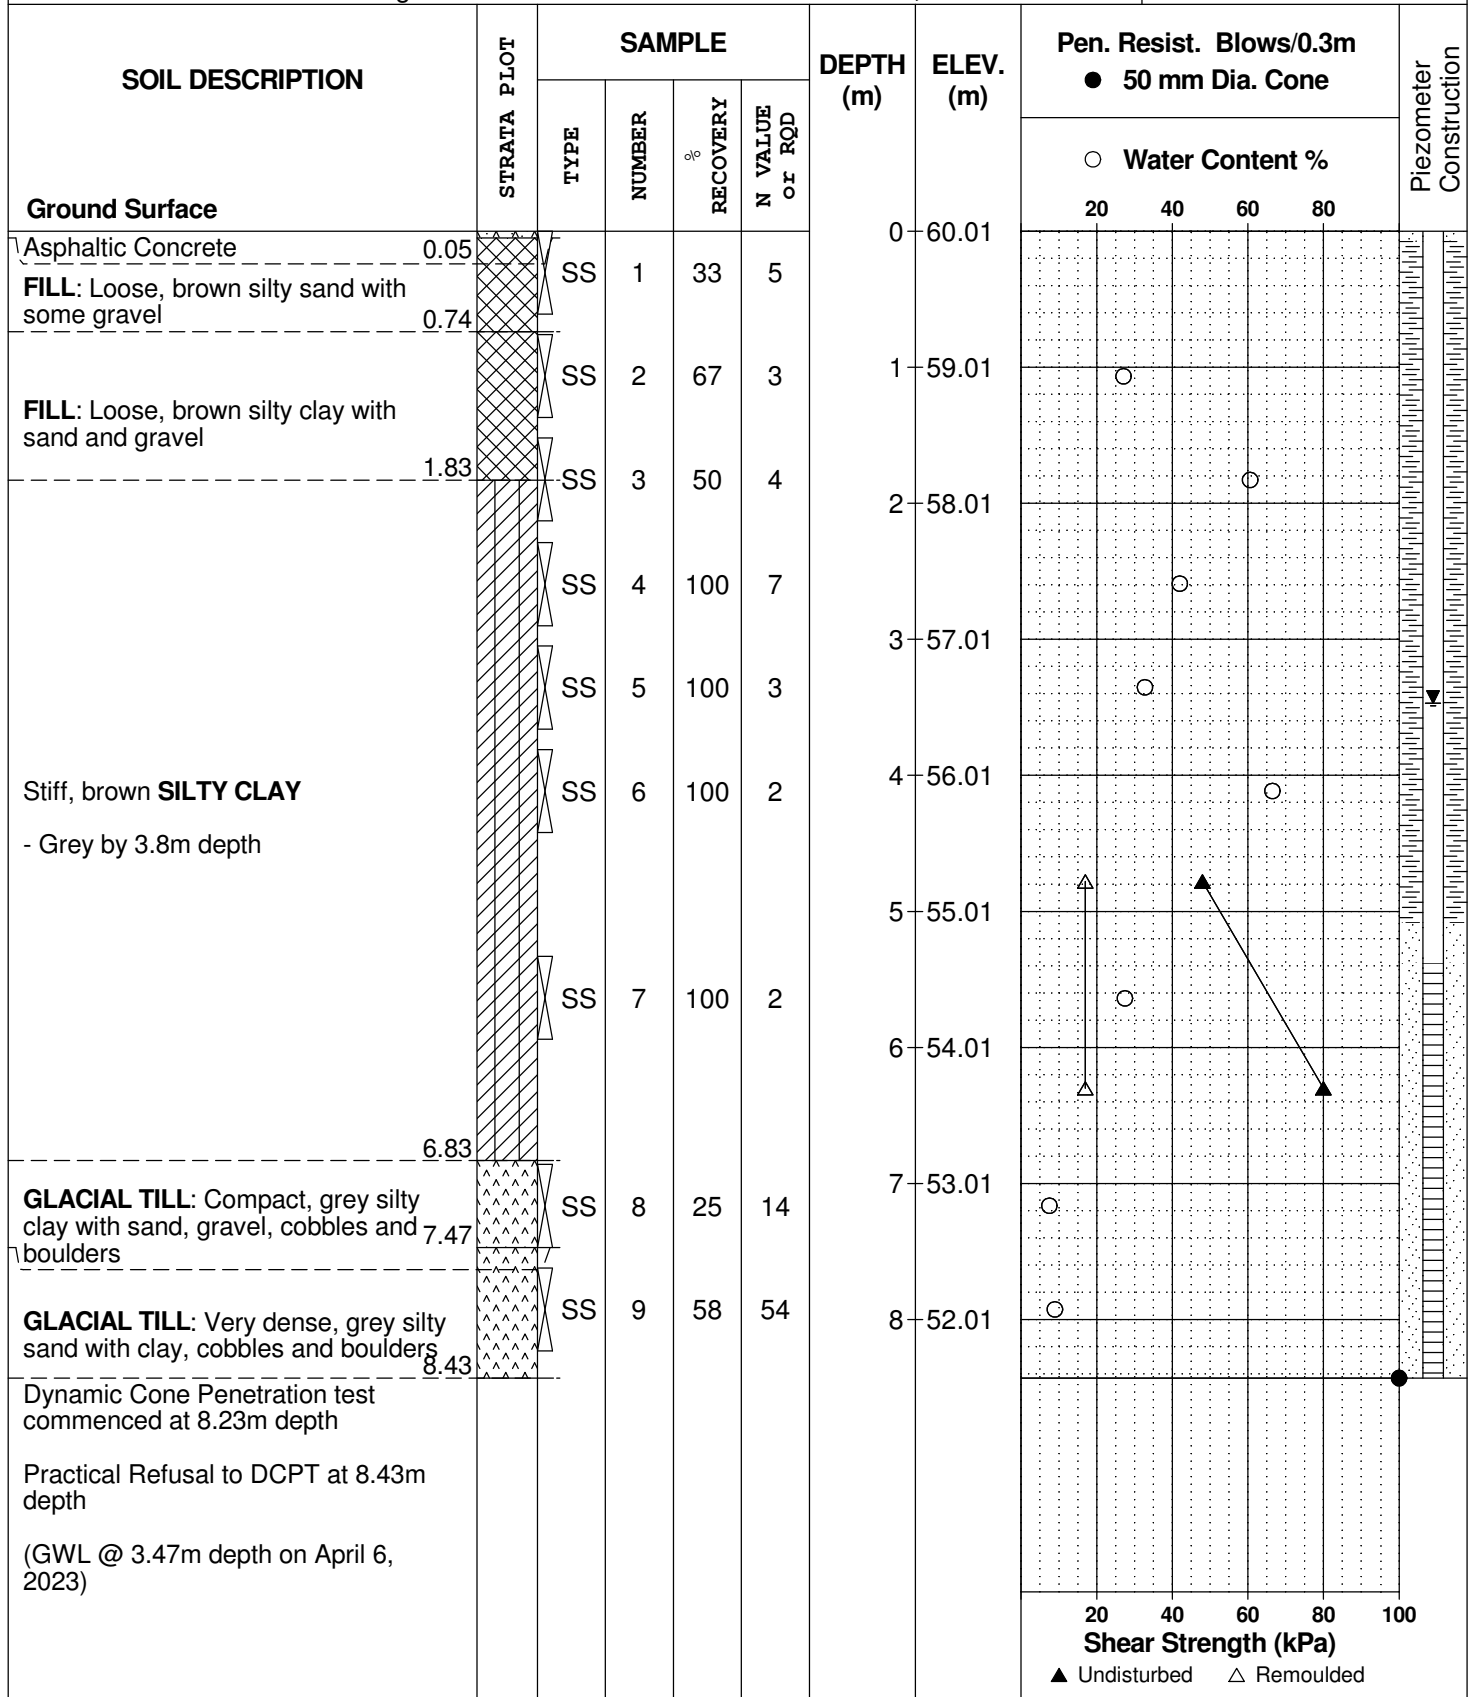 SOIL DESCRIPTION
Ground Surface
STRATA PLOT
SAMPLE
TYPE
NUMBER
% RECOVERY
N VALUE or RQD
DEPTH (m)
ELEV. (m)
Pen. Resist. Blows/0.3m
● 50 mm Dia. Cone
○ Water Content %
20 40 60 80
Piezometer Construction
Asphaltic Concrete 0.05
FILL: Loose, brown silty sand with
some gravel 0.74
FILL: Loose, brown silty clay with
sand and gravel
1.83
Stiff, brown SILTY CLAY
- Grey by 3.8m depth
6.83
GLACIAL TILL: Compact, grey silty
clay with sand, gravel, cobbles and 7.47
boulders
GLACIAL TILL: Very dense, grey silty
sand with clay, cobbles and boulders
8.43
Dynamic Cone Penetration test
commenced at 8.23m depth
Practical Refusal to DCPT at 8.43m
depth
(GWL @ 3.47m depth on April 6,
2023)
SS 1 33 5
SS 2 67 3
SS 3 50 4
SS 4 100 7
SS 5 100 3
SS 6 100 2
SS 7 100 2
SS 8 25 14
SS 9 58 54
0 60.01
1 59.01
2 58.01
3 57.01
4 56.01
5 55.01
6 54.01
7 53.01
8 52.01
20 40 60 80 100
Shear Strength (kPa)
▲ Undisturbed △ Remoulded